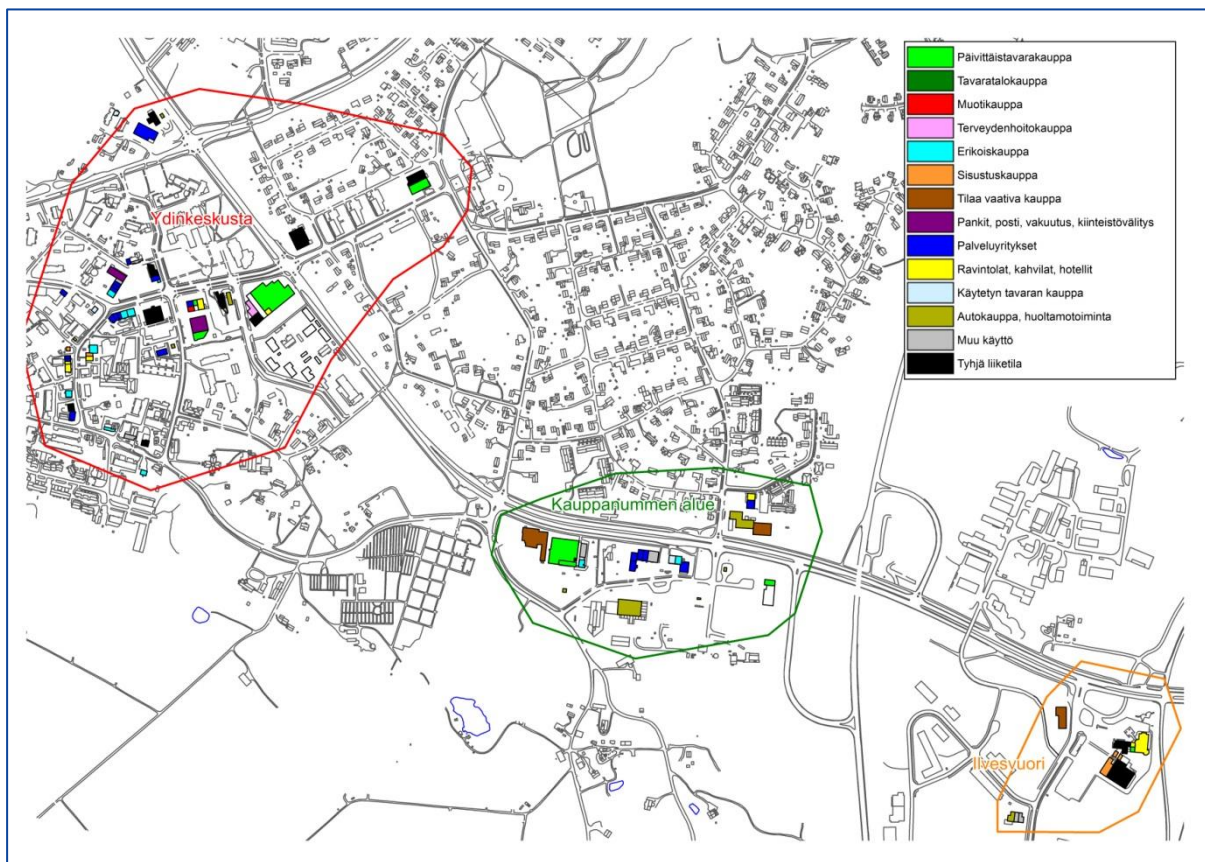 Päivittäistavarakauppa
Tavaratalokauppa
Muotikauppa
Terveydenhoitokauppa
Erikoiskauppa
Sisustuskauppa
Tilaa vaativa kauppa
Pankit, posti, vakuutus, kiinteistövälitys
Palveluyritykset
Ravintolat, kahvilat, hotellit
Käytetyn tavaran kauppa
Autokauppa, huoltamotoiminta
Muu käyttö
Tyhjä liiketila
Ydinkeskusta
Kauppanummen alue
Ilvesvuori